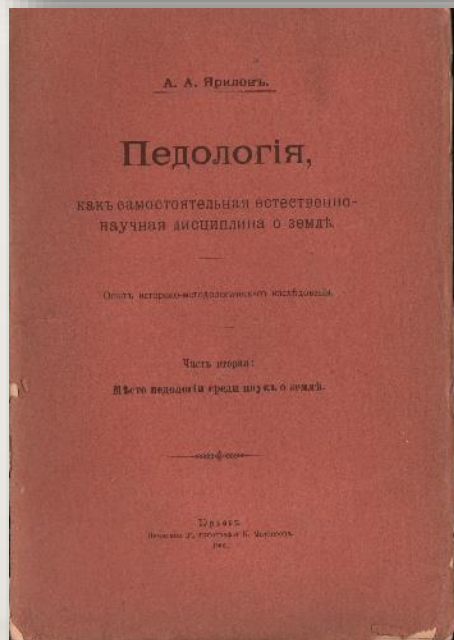 А. А. Яриловъ.
Педологія,
какъ самостоятельная естественно-
научная дисциплина о землѣ.
Опытъ историко-методологическаго изслѣдованія.
Часть вторая:
Мѣсто педологіи среди наукъ о землѣ.
Юрьевъ.